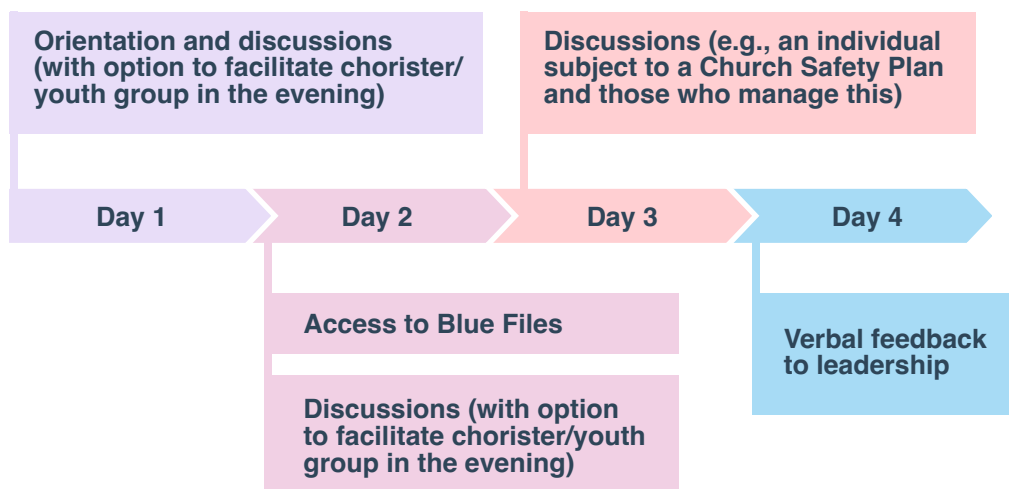 Orientation and discussions
(with option to facilitate chorister/
youth group in the evening)
Discussions (e.g., an individual
subject to a Church Safety Plan
and those who manage this)
Day 1
Day 2
Day 3
Day 4
Access to Blue Files
Discussions (with option
to facilitate chorister/youth
group in the evening)
Verbal feedback
to leadership